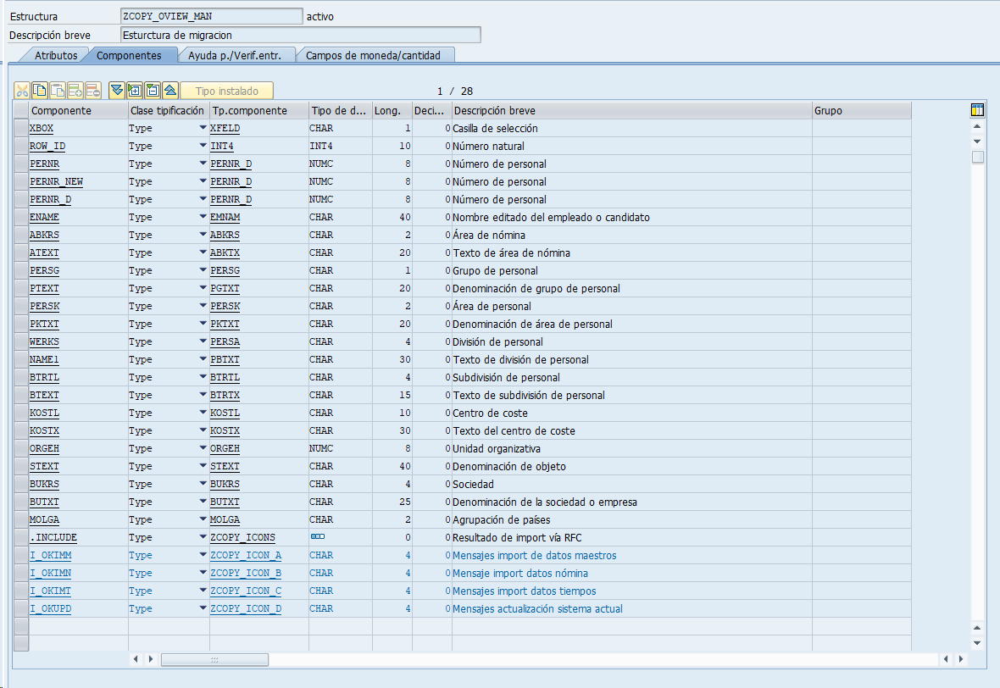 Estructura ZCOPY_OVIEW_MAN activo
Descripción breve Esturctura de migracion
Atributos Componentes Ayuda p./Verif.entr. Campos de moneda/cantidad
Tipo instalado 1 / 28
Componente Clase tipificación Tp.componente Tipo de d... Long. Deci... Descripción breve Grupo
XBOX Type XFELD CHAR 1 0 Casilla de selección
ROW_ID Type INT4 INT4 10 0 Número natural
PERNR Type PERNR_D NUMC 8 0 Número de personal
PERNR_NEW Type PERNR_D NUMC 8 0 Número de personal
PERNR_D Type PERNR_D NUMC 8 0 Número de personal
ENAME Type EMNAM CHAR 40 0 Nombre editado del empleado o candidato
ABKRS Type ABKRS CHAR 2 0 Área de nómina
ATEXT Type ABKTX CHAR 20 0 Texto de área de nómina
PERSG Type PERSG CHAR 1 0 Grupo de personal
PTEXT Type PGTXT CHAR 20 0 Denominación de grupo de personal
PERSK Type PERSK CHAR 2 0 Área de personal
PKTXT Type PKTXT CHAR 20 0 Denominación de área de personal
WERKS Type PERSA CHAR 4 0 División de personal
NAME1 Type PBTXT CHAR 30 0 Texto de división de personal
BTRTL Type BTRTL CHAR 4 0 Subdivisión de personal
BTEXT Type BTRTX CHAR 15 0 Texto de subdivisión de personal
KOSTL Type KOSTL CHAR 10 0 Centro de coste
KOSTX Type KOSTX CHAR 30 0 Texto del centro de coste
ORGEH Type ORGEH NUMC 8 0 Unidad organizativa
STEXT Type STEXT CHAR 40 0 Denominación de objeto
BUKRS Type BUKRS CHAR 4 0 Sociedad
BUTXT Type BUTXT CHAR 25 0 Denominación de la sociedad o empresa
MOLGA Type MOLGA CHAR 2 0 Agrupación de países
.INCLUDE Type ZCOPY_ICONS 0 0 Resultado de import vía RFC
I_OKIMM Type ZCOPY_ICON_A CHAR 4 0 Mensajes import de datos maestros
I_OKIMN Type ZCOPY_ICON_B CHAR 4 0 Mensaje import datos nómina
I_OKIMT Type ZCOPY_ICON_C CHAR 4 0 Mensajes import datos tiempos
I_OKUPD Type ZCOPY_ICON_D CHAR 4 0 Mensajes actualización sistema actual